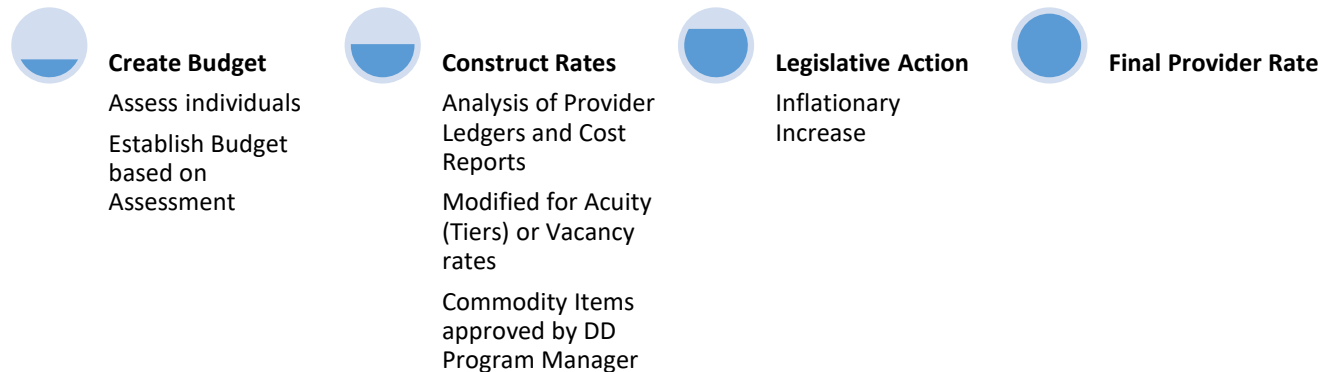 Create Budget
Assess individuals
Establish Budget
based on
Assessment
Construct Rates
Analysis of Provider
Ledgers and Cost
Reports
Modified for Acuity
(Tiers) or Vacancy
rates
Commodity Items
approved by DD
Program Manager
Legislative Action
Inflationary
Increase
Final Provider Rate